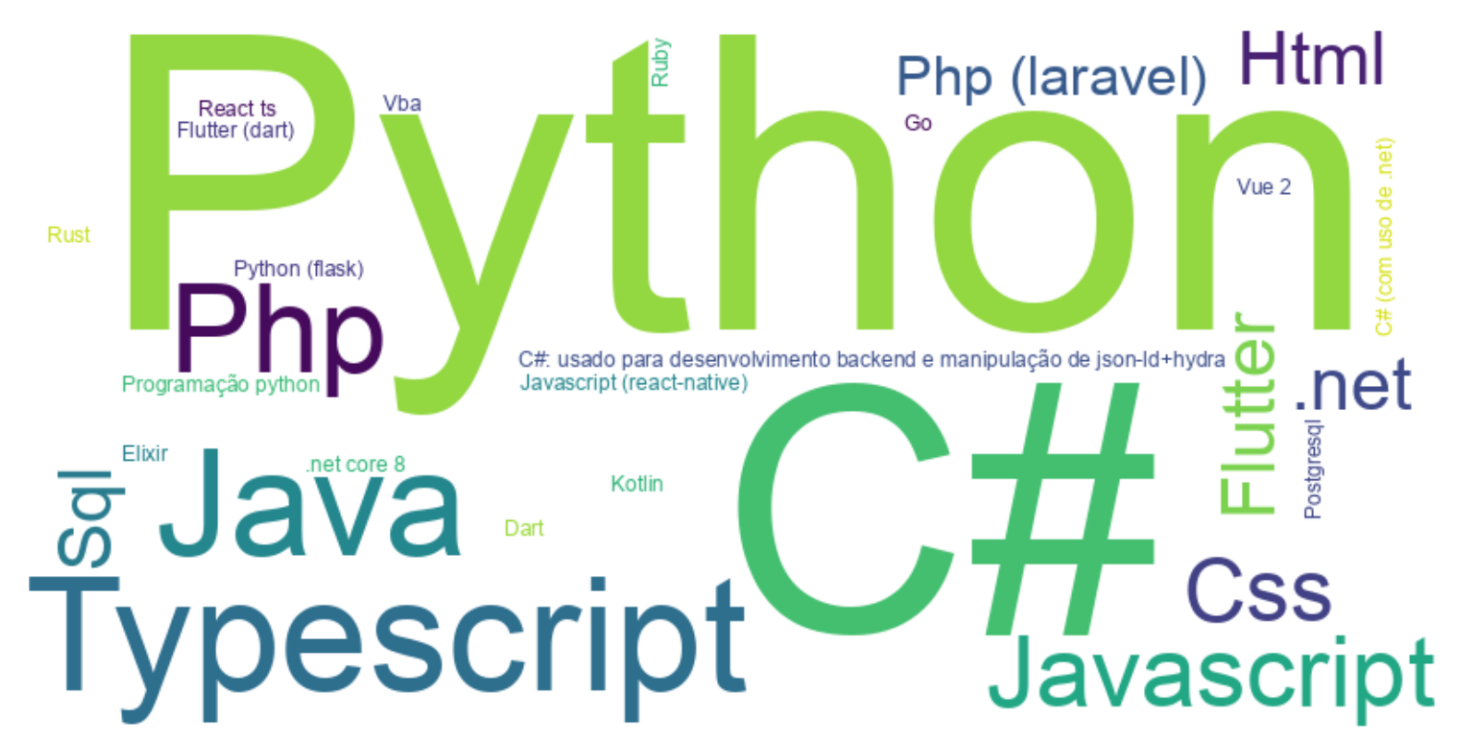 Python
Ruby
Php (laravel)
Html
React ts
Flutter (dart)
Vba
Go
Vue 2
C# (com uso de .net)
Rust
Python (flask)
Php
Programação python
C#: usado para desenvolvimento backend e manipulação de json-ld+hydra
Javascript (react-native)
Flutter
.net
C#
Postgresql
Elixir
.net core 8
Java
Sql
Kotlin
Dart
Typescript
Css
Javascript